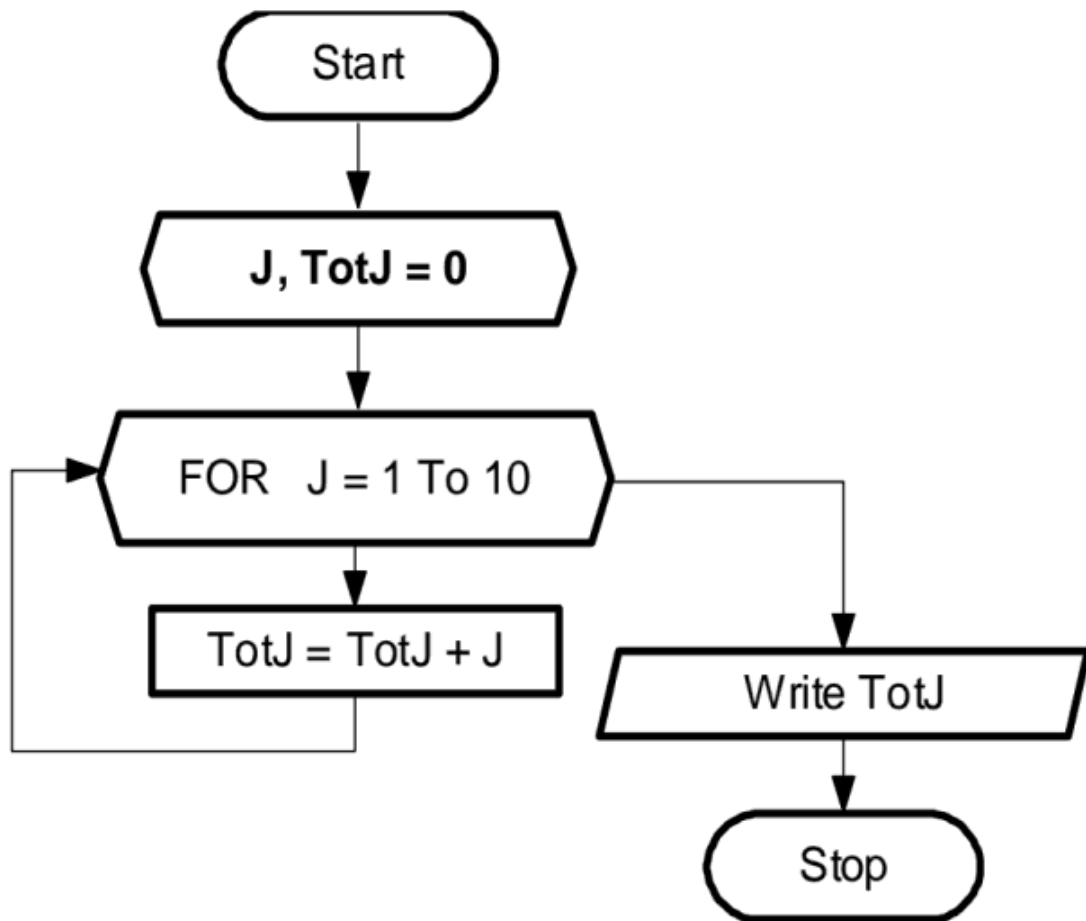 Start
J, TotJ = 0
FOR J = 1 To 10
TotJ = TotJ + J
Write TotJ
Stop